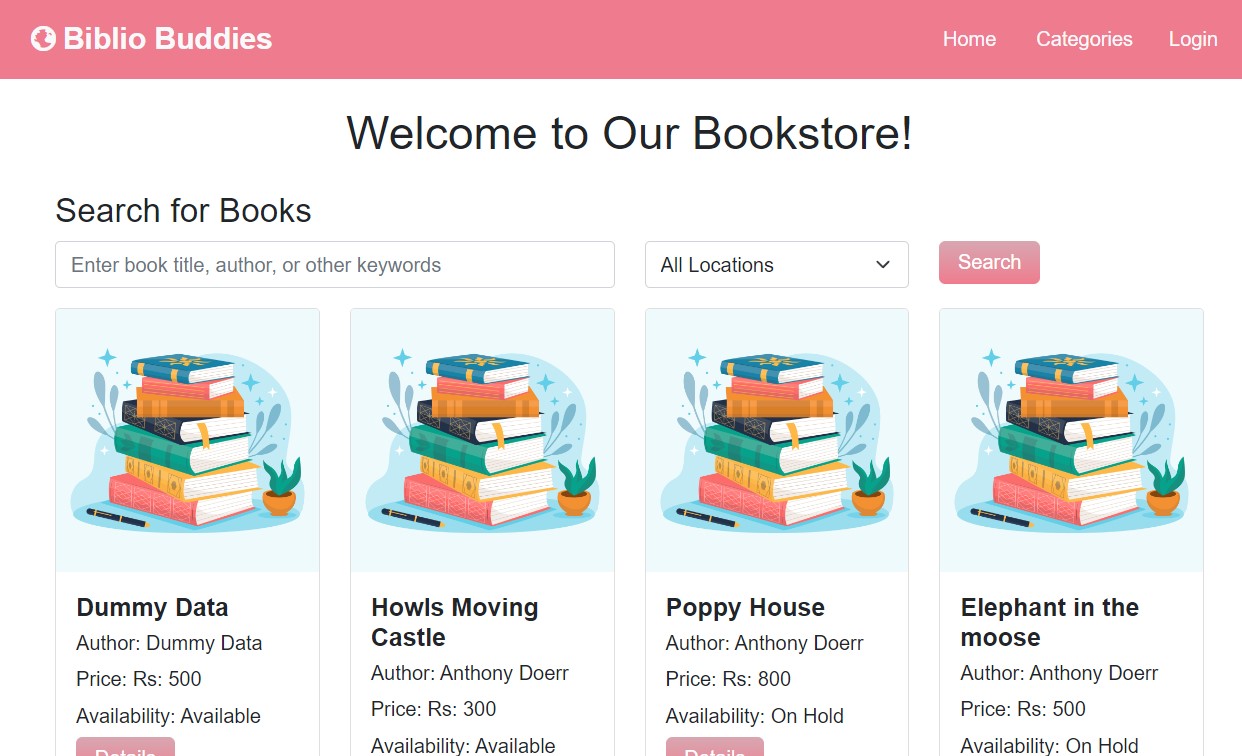 Biblio Buddies
Home Categories Login
Welcome to Our Bookstore!
Search for Books
Enter book title, author, or other keywords
All Locations
Search
Dummy Data
Author: Dummy Data
Price: Rs: 500
Availability: Available
Details
Howls Moving
Castle
Author: Anthony Doerr
Price: Rs: 300
Availability: Available
Poppy House
Author: Anthony Doerr
Price: Rs: 800
Availability: On Hold
Details
Elephant in the
moose
Author: Anthony Doerr
Price: Rs: 500
Availability: On Hold